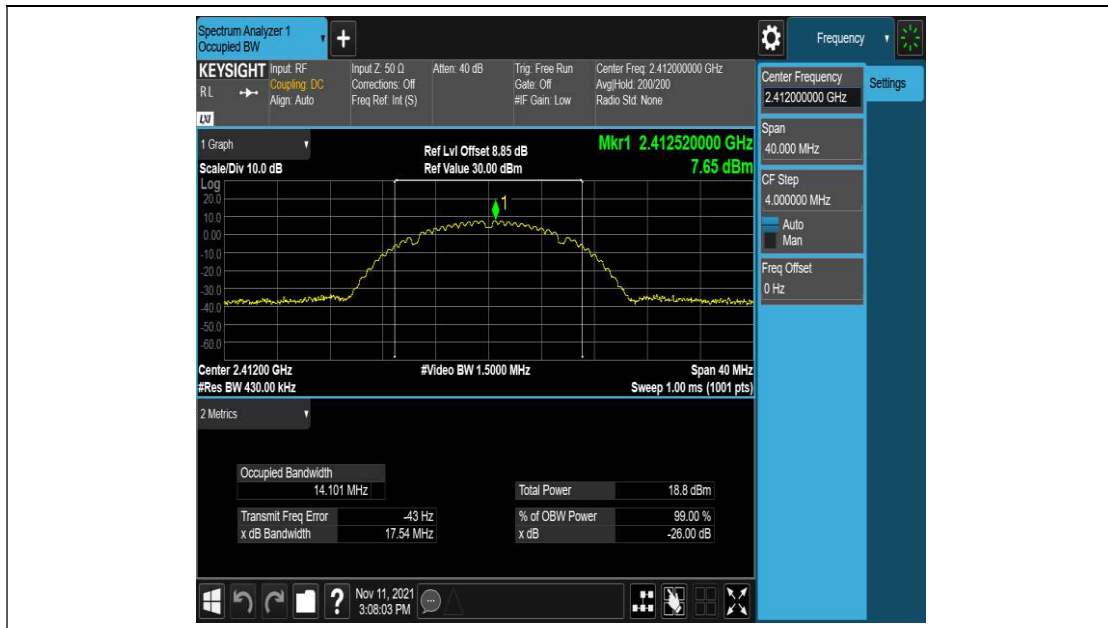 Spectrum Analyzer 1
Occupied BW
+
Frequency
KEYSIGHT Input: RF Input Z: 50 Ω Atten: 40 dB Trig: Free Run Center Freq: 2.412000000 GHz
RL Coupling: DC Corrections: Off Gate: Off Avg|Hold: 200/200
Align: Auto Freq Ref: Int (S) #IF Gain: Low Radio Std: None
LXI
Center Frequency
2.412000000 GHz
Settings
Span
40.000 MHz
CF Step
4.000000 MHz
Auto
Man
Freq Offset
0 Hz
1 Graph
Scale/Div 10.0 dB
Ref Lvl Offset 8.85 dB
Ref Value 30.00 dBm
Mkr1 2.412520000 GHz
7.65 dBm
Log
20.0
10.0
0.00
-10.0
-20.0
-30.0
-40.0
-50.0
-60.0
1
Center 2.41200 GHz #Video BW 1.5000 MHz Span 40 MHz
#Res BW 430.00 kHz Sweep 1.00 ms (1001 pts)
2 Metrics
Occupied Bandwidth
14.101 MHz Total Power 18.8 dBm
Transmit Freq Error -43 Hz % of OBW Power 99.00 %
x dB Bandwidth 17.54 MHz x dB -26.00 dB
? Nov 11, 2021
3:08:03 PM